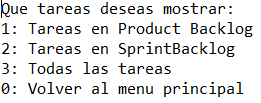 Que tareas deseas mostrar:
1: Tareas en Product Backlog
2: Tareas en SprintBacklog
3: Todas las tareas
0: Volver al menu principal